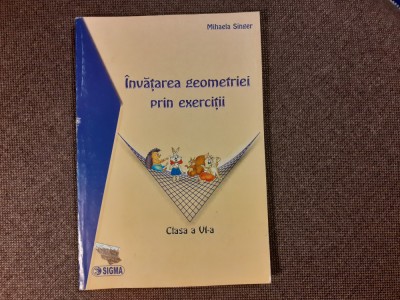 Mihaela Singer
Învățarea geometriei
prin exerciții
Clasa a VI-a
SIGMA